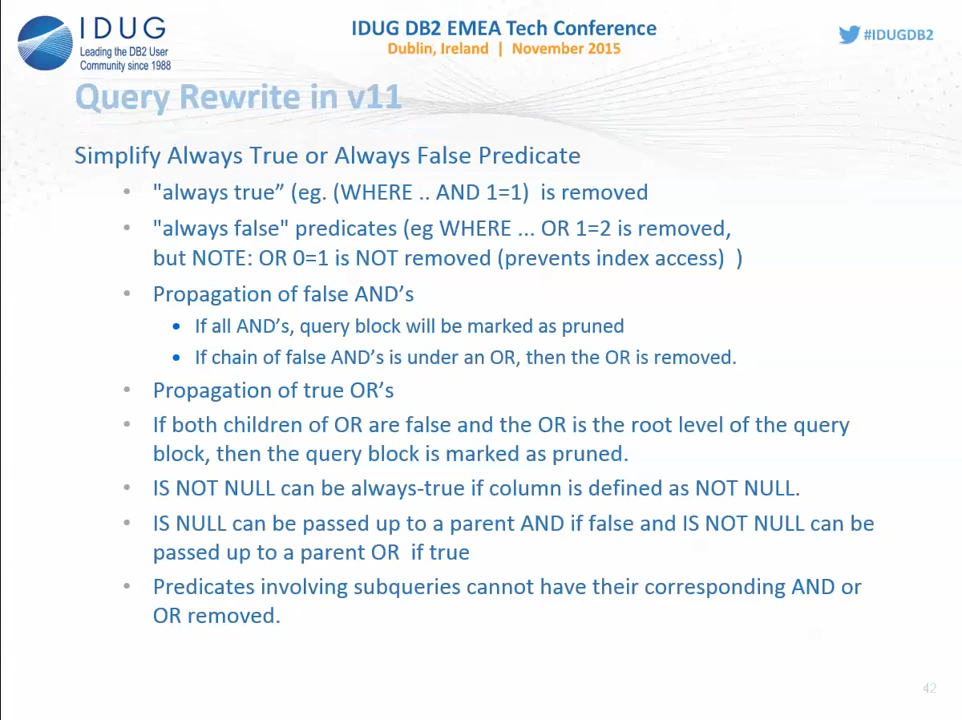 IDUG
Leading the DB2 User
Community since 1988
IDUG DB2 EMEA Tech Conference
Dublin, Ireland | November 2015
#IDUGDB2
Query Rewrite in v11
Simplify Always True or Always False Predicate
• "always true” (eg. (WHERE .. AND 1=1)  is removed
• "always false" predicates (eg WHERE ... OR 1=2 is removed,
but NOTE: OR 0=1 is NOT removed (prevents index access)  )
• Propagation of false AND’s
• If all AND’s, query block will be marked as pruned
• If chain of false AND’s is under an OR, then the OR is removed.
• Propagation of true OR’s
• If both children of OR are false and the OR is the root level of the query
block, then the query block is marked as pruned.
• IS NOT NULL can be always-true if column is defined as NOT NULL.
• IS NULL can be passed up to a parent AND if false and IS NOT NULL can be
passed up to a parent OR  if true
• Predicates involving subqueries cannot have their corresponding AND or
OR removed.
42